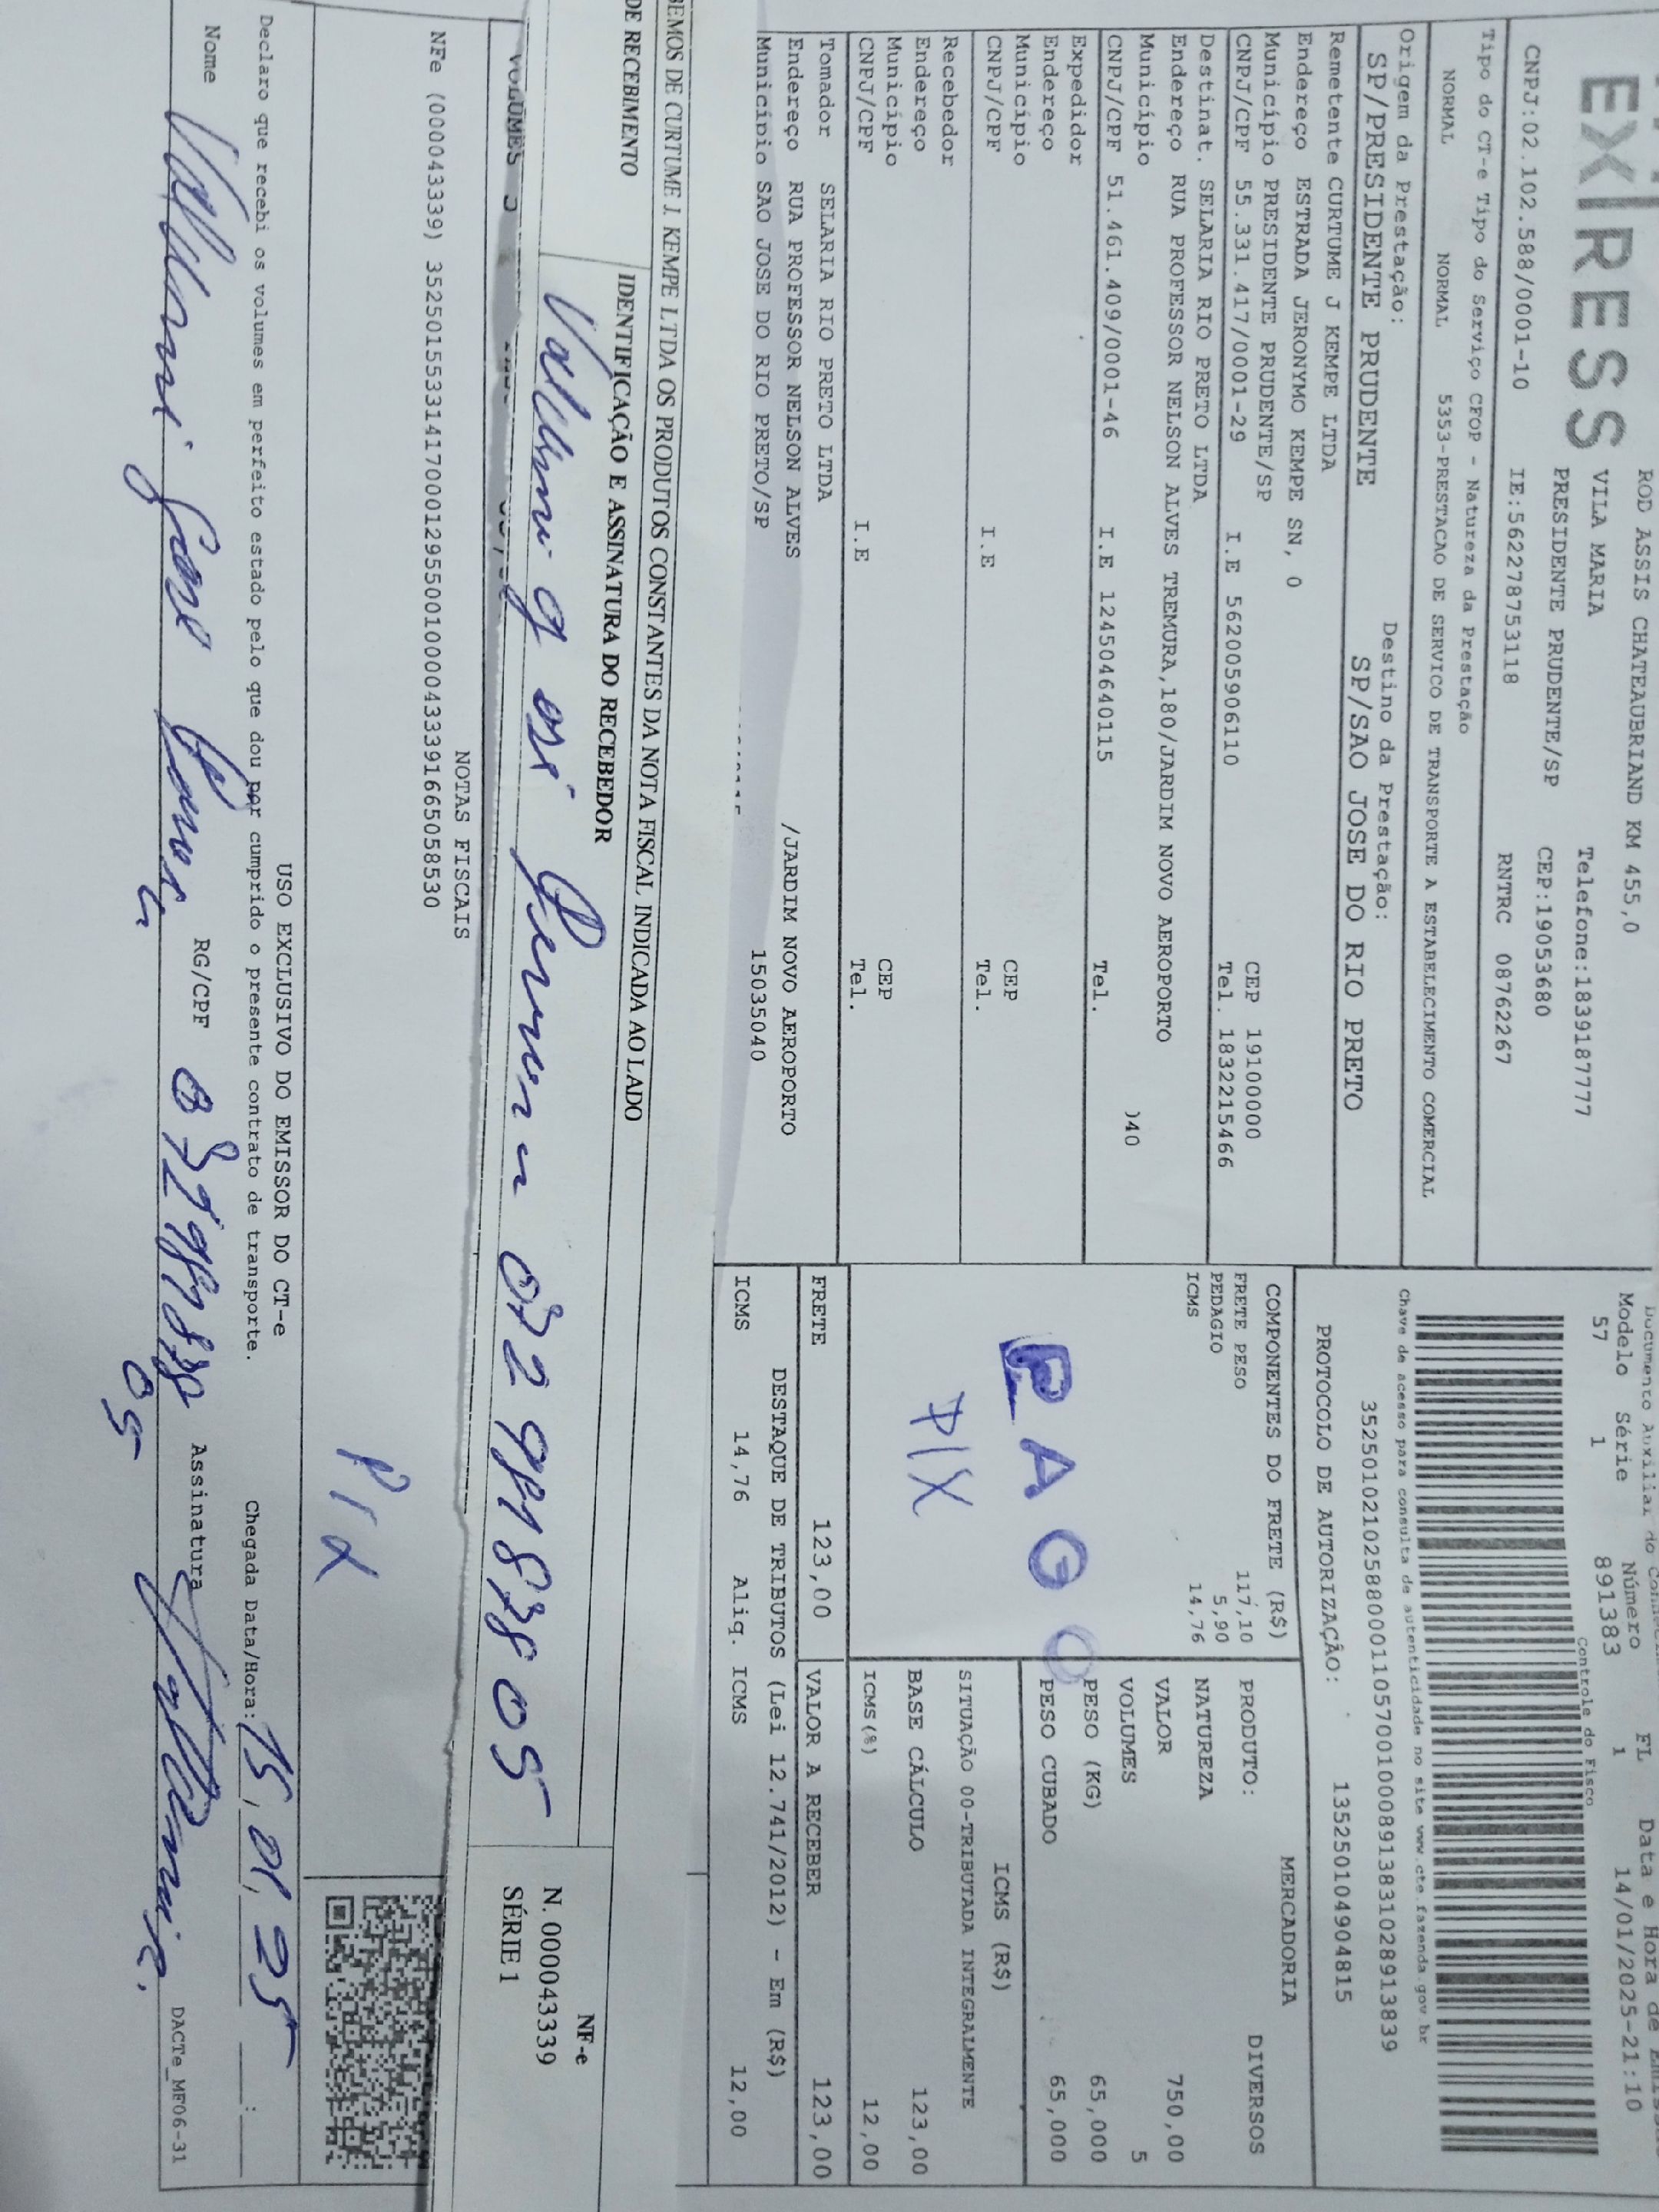 EXPRESS
ROD ASSIS CHATEAUBRIAND KM 455,0
VILA MARIA
Telefone:1839187777
PRESIDENTE PRUDENTE/SP
CEP:19053680
CNPJ:02.102.588/0001-10
IE:562278753118
RNTRC 08762267
Documento Auxiliar do
Modelo Série Número FL Data e Hora de
57 1 891383 1 14/01/2025-21:10
Controle do Fisco
Chave de acesso para consulta de autenticidade no site www.cte.fazenda.gov.br
35250102102588000110570010008913831028913839
PROTOCOLO DE AUTORIZAÇÃO: 135250104904815
Tipo do CT-e Tipo do Serviço CFOP - Natureza da Prestação
NORMAL NORMAL 5353-PRESTACAO DE SERVICO DE TRANSPORTE A ESTABELECIMENTO COMERCIAL
Origem da Prestação: Destino da Prestação:
SP/PRESIDENTE PRUDENTE SP/SAO JOSE DO RIO PRETO
Remetente CURTUME J KEMPE LTDA
Endereço ESTRADA JERONYMO KEMPE SN, 0
Município PRESIDENTE PRUDENTE/SP CEP 19100000
CNPJ/CPF 55.331.417/0001-29 I.E 562005906110 Tel. 1832215466
Destinat. SELARIA RIO PRETO LTDA
Endereço RUA PROFESSOR NELSON ALVES TREMURA,180/JARDIM NOVO AEROPORTO
Município )40
CNPJ/CPF 51.461.409/0001-46 I.E 124504640115 Tel.
Expedidor
Endereço
Município CEP
CNPJ/CPF I.E Tel.
Recebedor
Endereço
Município CEP
CNPJ/CPF I.E Tel.
Tomador SELARIA RIO PRETO LTDA
Endereço RUA PROFESSOR NELSON ALVES /JARDIM NOVO AEROPORTO
Município SAO JOSE DO RIO PRETO/SP 15035040
COMPONENTES DO FRETE (R$)
FRETE PESO 117,10
PEDAGIO 5,90
ICMS 14,76
PAGO
PIX
MERCADORIA
PRODUTO: DIVERSOS
NATUREZA
VALOR 750,00
VOLUMES 5
PESO (KG) 65,000
PESO CUBADO 65,000
ICMS (R$)
SITUAÇÃO 00-TRIBUTADA INTEGRALMENTE
BASE CÁLCULO 123,00
ICMS(%) 12,00
FRETE 123,00 VALOR A RECEBER 123,00
DESTAQUE DE TRIBUTOS (Lei 12.741/2012) - Em (R$)
ICMS 14,76 Aliq. ICMS 12,00
BEMOS DE CURTUME J. KEMPE LTDA OS PRODUTOS CONSTANTES DA NOTA FISCAL INDICADA AO LADO
DE RECEBIMENTO IDENTIFICAÇÃO E ASSINATURA DO RECEBEDOR
072981887805
NF-e
N. 000043339
SÉRIE 1
VOLUMES 5
NOTAS FISCAIS
NFe (000043339) 35250155331417000129550010000433391665058530
Pix
USO EXCLUSIVO DO EMISSOR DO CT-e
Declaro que recebi os volumes em perfeito estado pelo que dou por cumprido o presente contrato de transporte. Chegada Data/Hora: 15, 01, 25
Nome RG/CPF Assinatura
05
DACTe_MF06-31